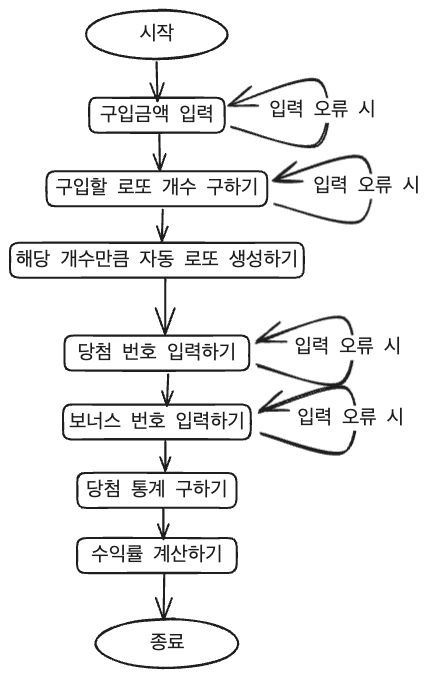 시작
구입금액 입력
입력 오류 시
구입할 로또 개수 구하기
입력 오류 시
해당 개수만큼 자동 로또 생성하기
당첨 번호 입력하기
입력 오류 시
보너스 번호 입력하기
입력 오류 시
당첨 통계 구하기
수익률 계산하기
종료